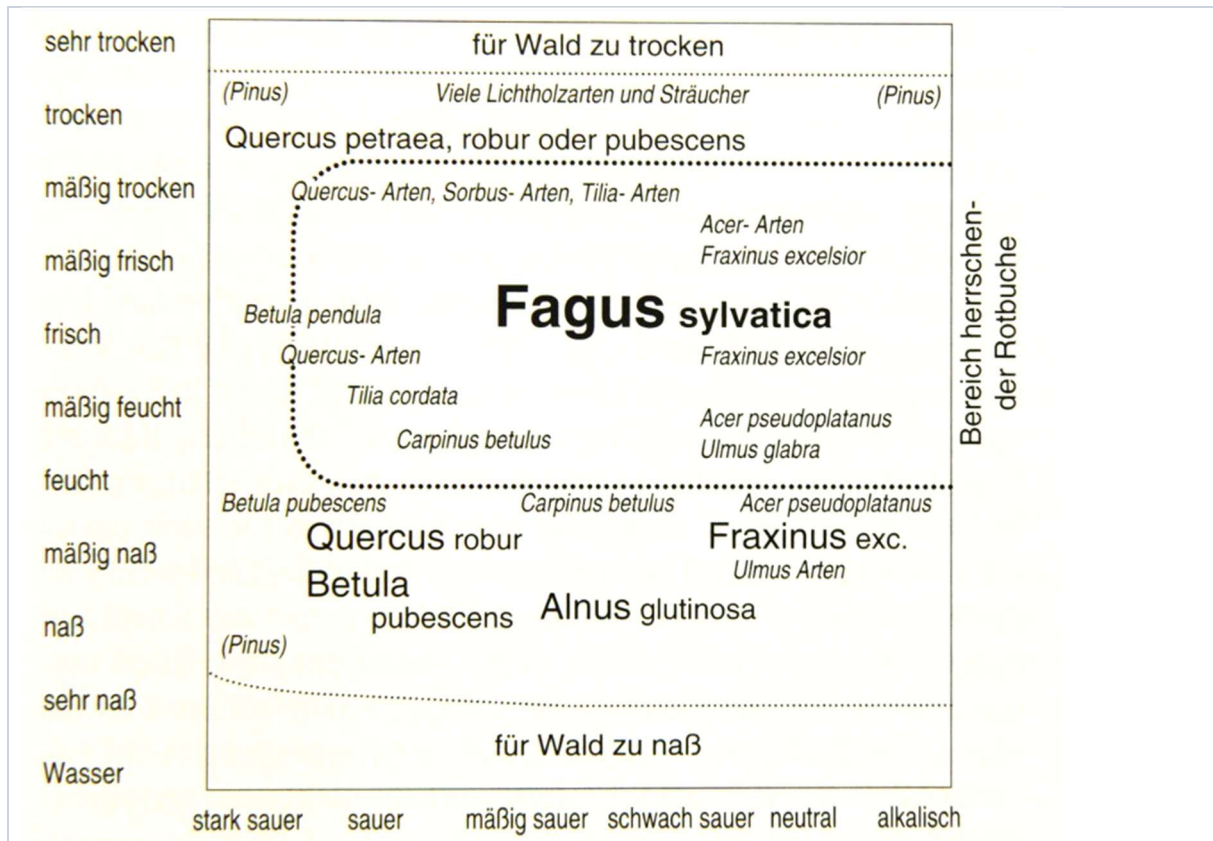 sehr trocken
für Wald zu trocken
(Pinus)
Viele Lichtholzarten und Sträucher
(Pinus)
trocken
Quercus petraea, robur oder pubescens
mäßig trocken
Quercus- Arten, Sorbus- Arten, Tilia- Arten
Acer- Arten
Fraxinus excelsior
mäßig frisch
Fagus sylvatica
Betula pendula
frisch
Quercus- Arten
Fraxinus excelsior
Tilia cordata
mäßig feucht
Acer pseudoplatanus
Carpinus betulus
Ulmus glabra
Bereich herrschen-
der Rotbuche
feucht
Betula pubescens
Carpinus betulus
Acer pseudoplatanus
Quercus robur
Fraxinus exc.
mäßig naß
Ulmus Arten
Betula
pubescens
Alnus glutinosa
naß
(Pinus)
sehr naß
für Wald zu naß
Wasser
stark sauer
sauer
mäßig sauer
schwach sauer
neutral
alkalisch